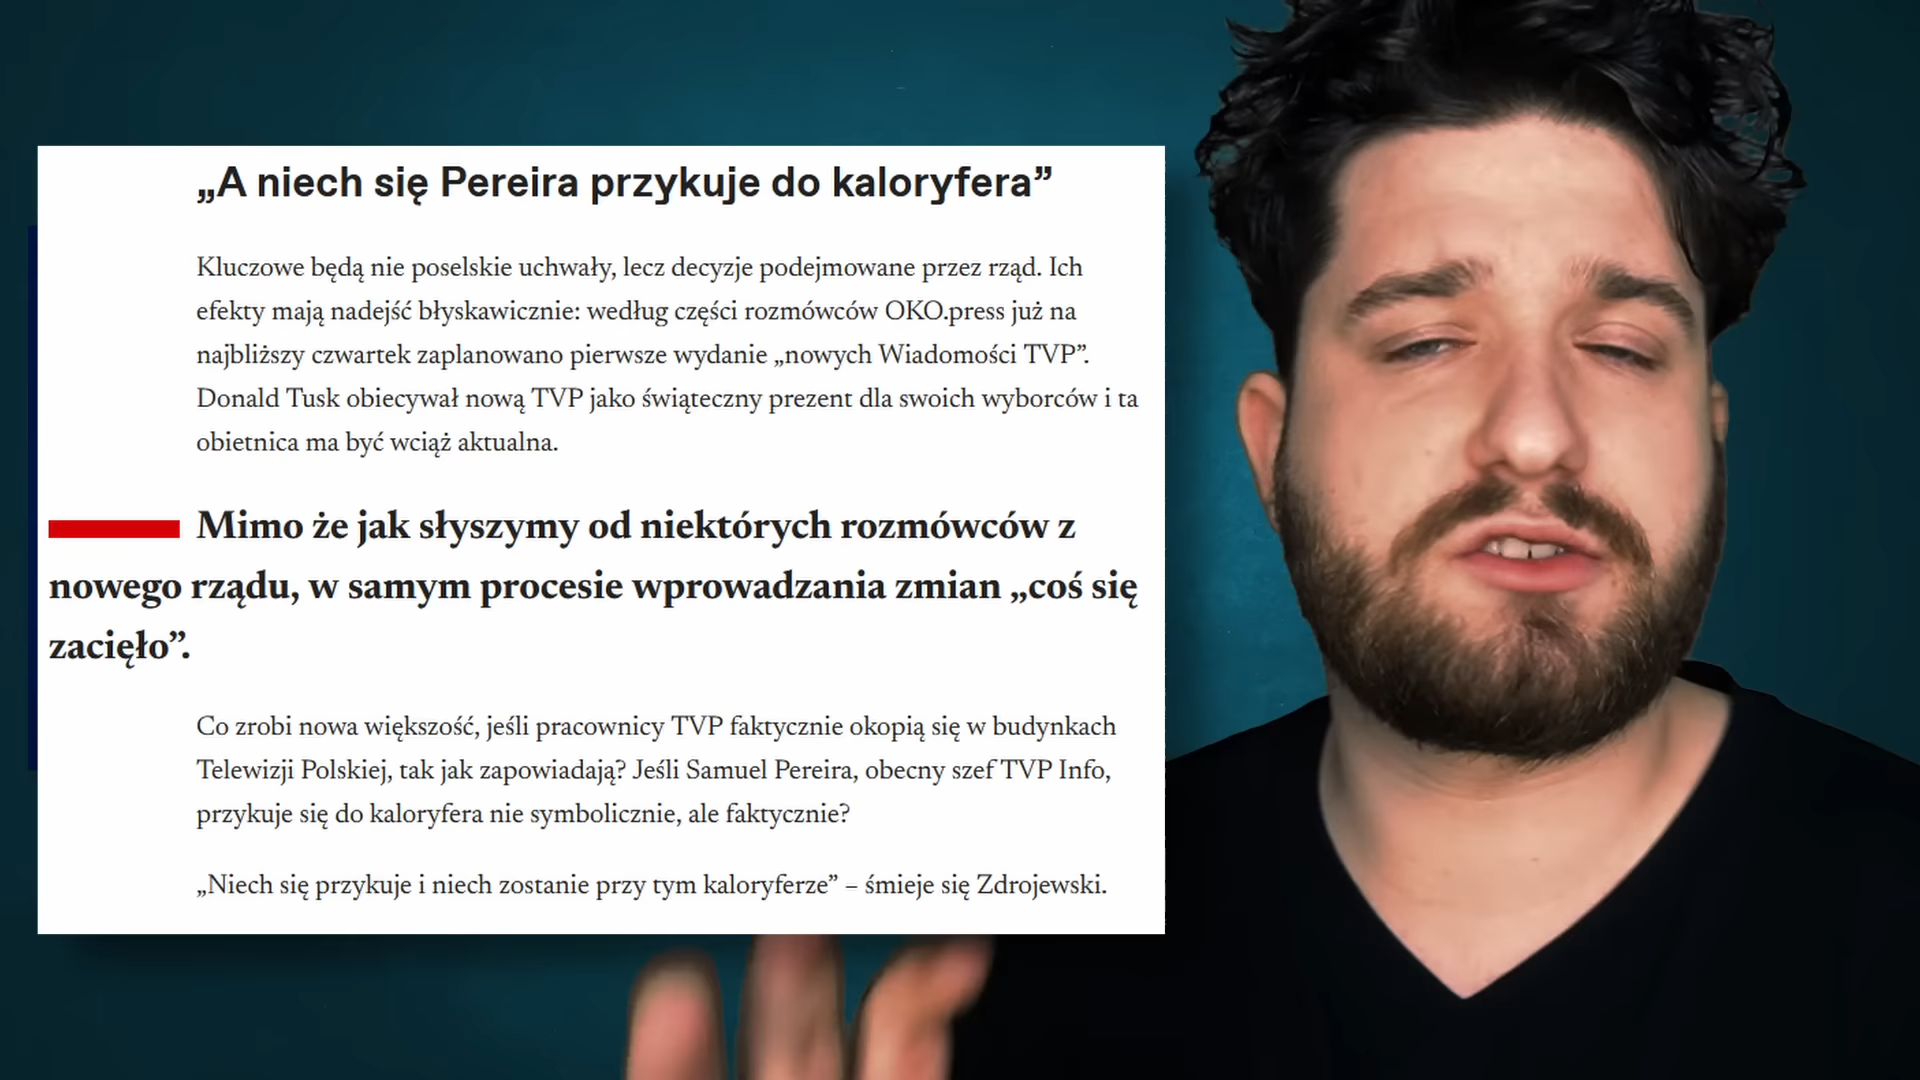 „A niech się Pereira przykuje do kaloryfera”
Kluczowe będą nie poselskie uchwały, lecz decyzje podejmowane przez rząd. Ich
efekty mają nadejść błyskawicznie: według części rozmówców OKO.press już na
najbliższy czwartek zaplanowano pierwsze wydanie „nowych Wiadomości TVP”.
Donald Tusk obiecywał nową TVP jako świąteczny prezent dla swoich wyborców i ta
obietnica ma być wciąż aktualna.
Mimo że jak słyszymy od niektórych rozmówców z
nowego rządu, w samym procesie wprowadzania zmian „coś się
zacięło”.
Co zrobi nowa większość, jeśli pracownicy TVP faktycznie okopią się w budynkach
Telewizji Polskiej, tak jak zapowiadają? Jeśli Samuel Pereira, obecny szef TVP Info,
przykuje się do kaloryfera nie symbolicznie, ale faktycznie?
„Niech się przykuje i niech zostanie przy tym kaloryferze” – śmieje się Zdrojewski.